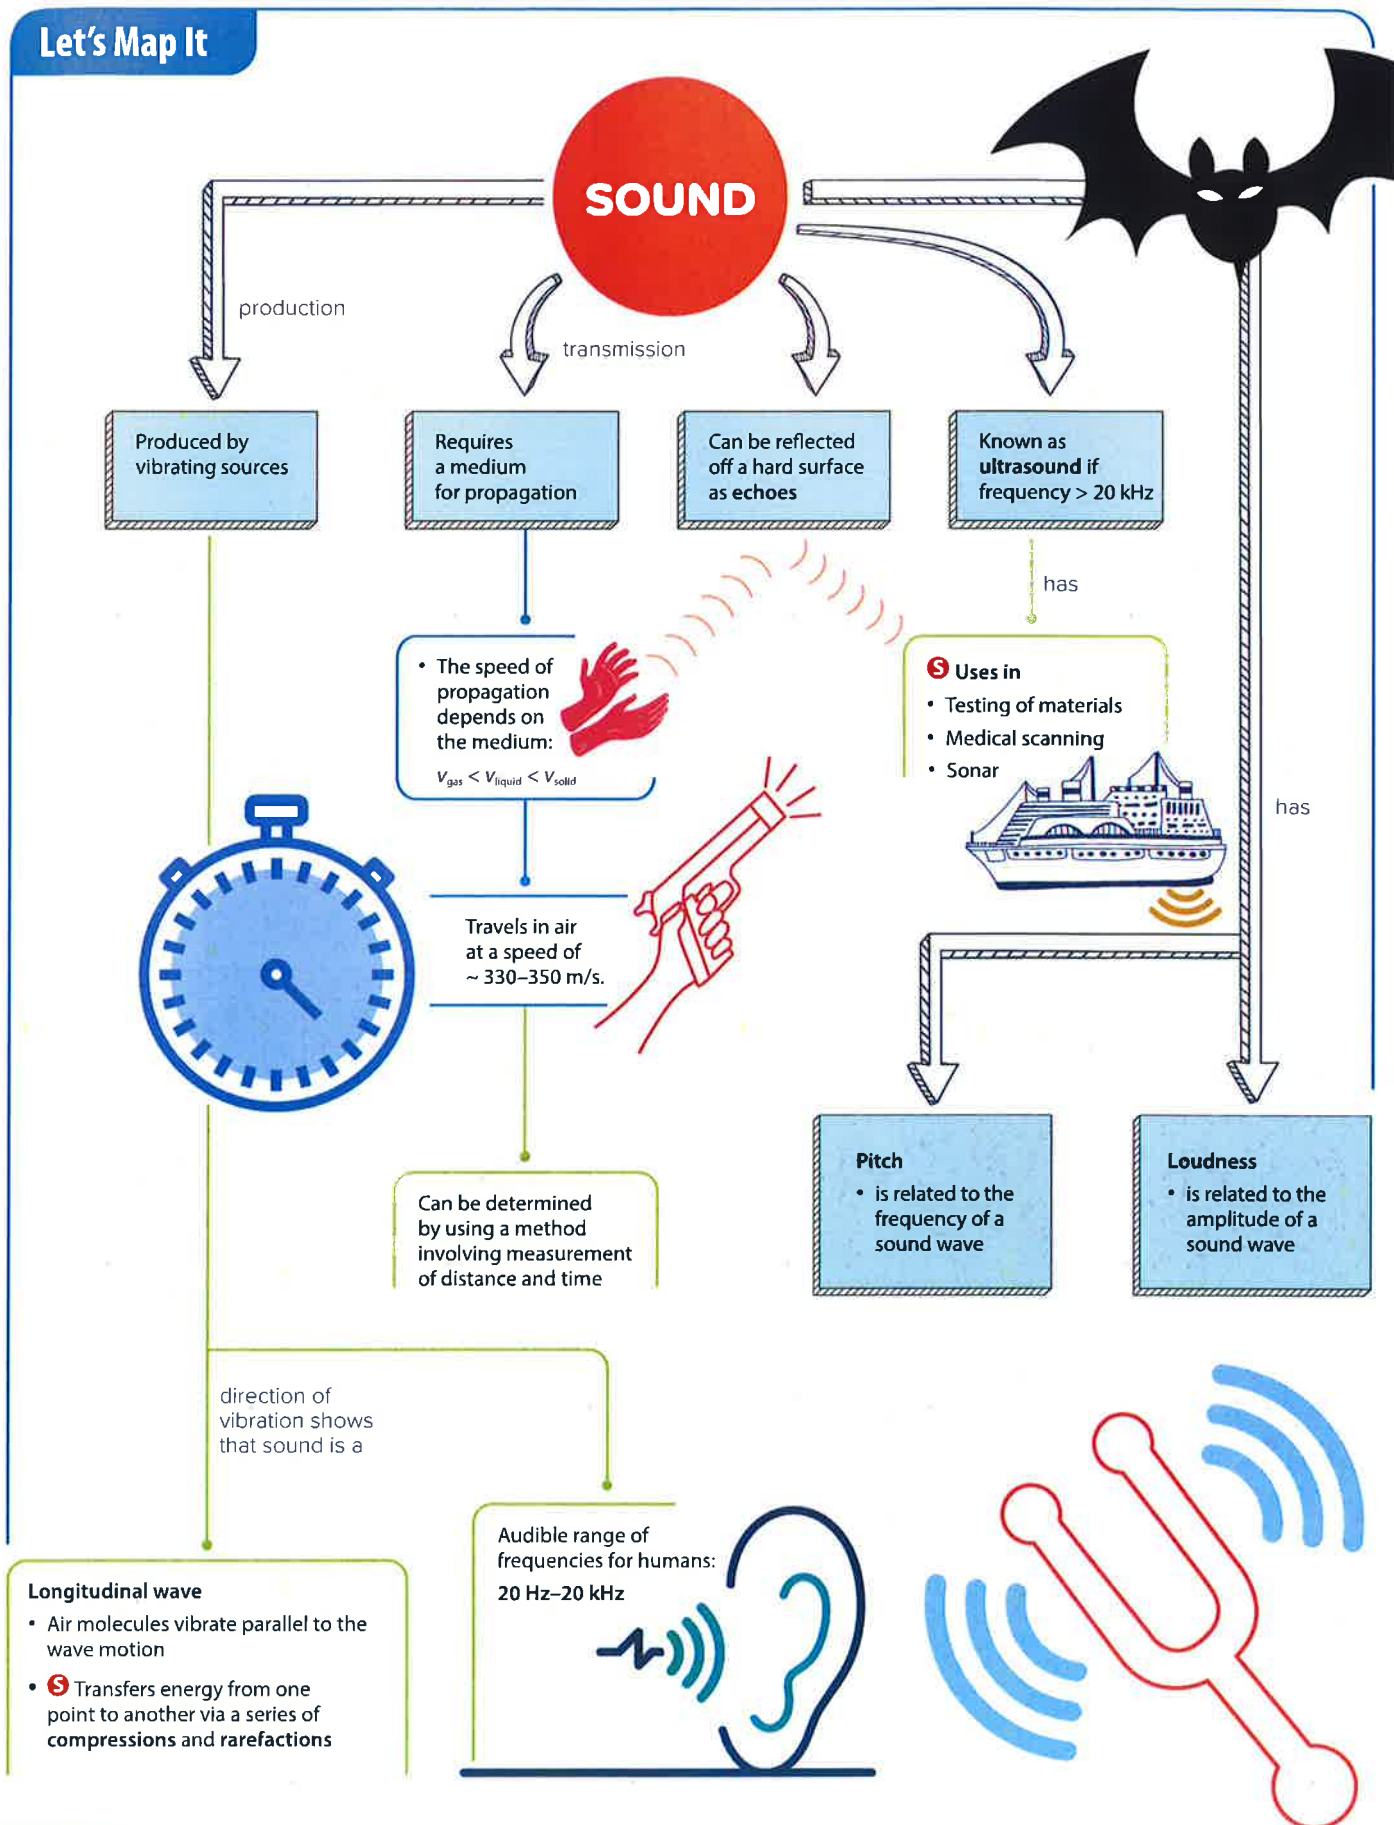 Let's Map It
SOUND
production
transmission
Produced by
vibrating sources
Requires
a medium
for propagation
Can be reflected
off a hard surface
as echoes
Known as
ultrasound if
frequency > 20 kHz
has
• The speed of
propagation
depends on
the medium:
Vgas < Vliquid < Vsolid
S Uses in
• Testing of materials
• Medical scanning
• Sonar
has
Travels in air
at a speed of
~ 330–350 m/s.
Can be determined
by using a method
involving measurement
of distance and time
Pitch
• is related to the
frequency of a
sound wave
Loudness
• is related to the
amplitude of a
sound wave
direction of
vibration shows
that sound is a
Longitudinal wave
• Air molecules vibrate parallel to the
wave motion
• S Transfers energy from one
point to another via a series of
compressions and rarefactions
Audible range of
frequencies for humans:
20 Hz–20 kHz